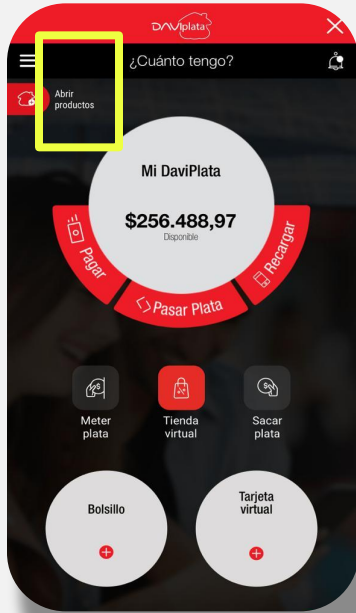 DAVIplata
¿Cuánto tengo?
Abrir
productos
Mi DaviPlata
$256.488,97
Disponible
Pagar
Pasar Plata
Recargar
Meter
plata
Tienda
virtual
Sacar
plata
Bolsillo
Tarjeta
virtual